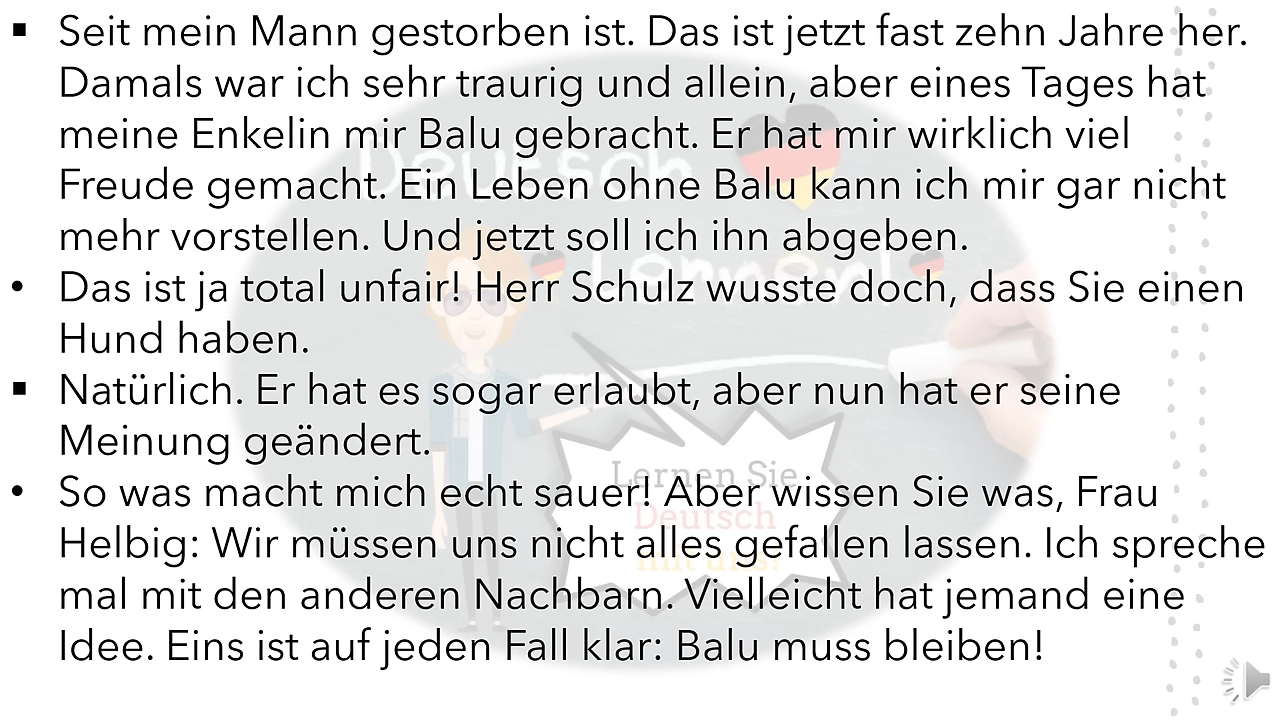 ▪ Seit mein Mann gestorben ist. Das ist jetzt fast zehn Jahre her.
Damals war ich sehr traurig und allein, aber eines Tages hat
meine Enkelin mir Balu gebracht. Er hat mir wirklich viel
Freude gemacht. Ein Leben ohne Balu kann ich mir gar nicht
mehr vorstellen. Und jetzt soll ich ihn abgeben.
• Das ist ja total unfair! Herr Schulz wusste doch, dass Sie einen
Hund haben.
▪ Natürlich. Er hat es sogar erlaubt, aber nun hat er seine
Meinung geändert.
• So was macht mich echt sauer! Aber wissen Sie was, Frau
Helbig: Wir müssen uns nicht alles gefallen lassen. Ich spreche
mal mit den anderen Nachbarn. Vielleicht hat jemand eine
Idee. Eins ist auf jeden Fall klar: Balu muss bleiben!
Deutsch
Lernen!
Lernen Sie
Deutsch
mit uns!